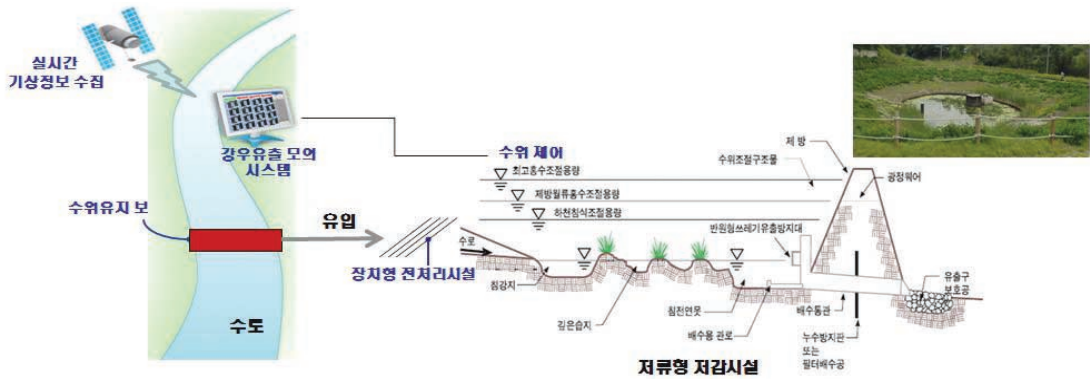 실시간
기상정보 수집
강우유출 모의
시스템
수위유지 보
유입
수로
장치형 전처리시설
수위 제어
최고홍수조절용량
제방월류홍수조절용량
하천침식조절용량
수로
침강지
깊은습지
침전연못
배수용 관로
반원형쓰레기유출방지대
수위조절구조물
제 방
광정웨어
배수통관
누수방지판
또는
필터배수공
유출구
보호공
저류형 저감시설